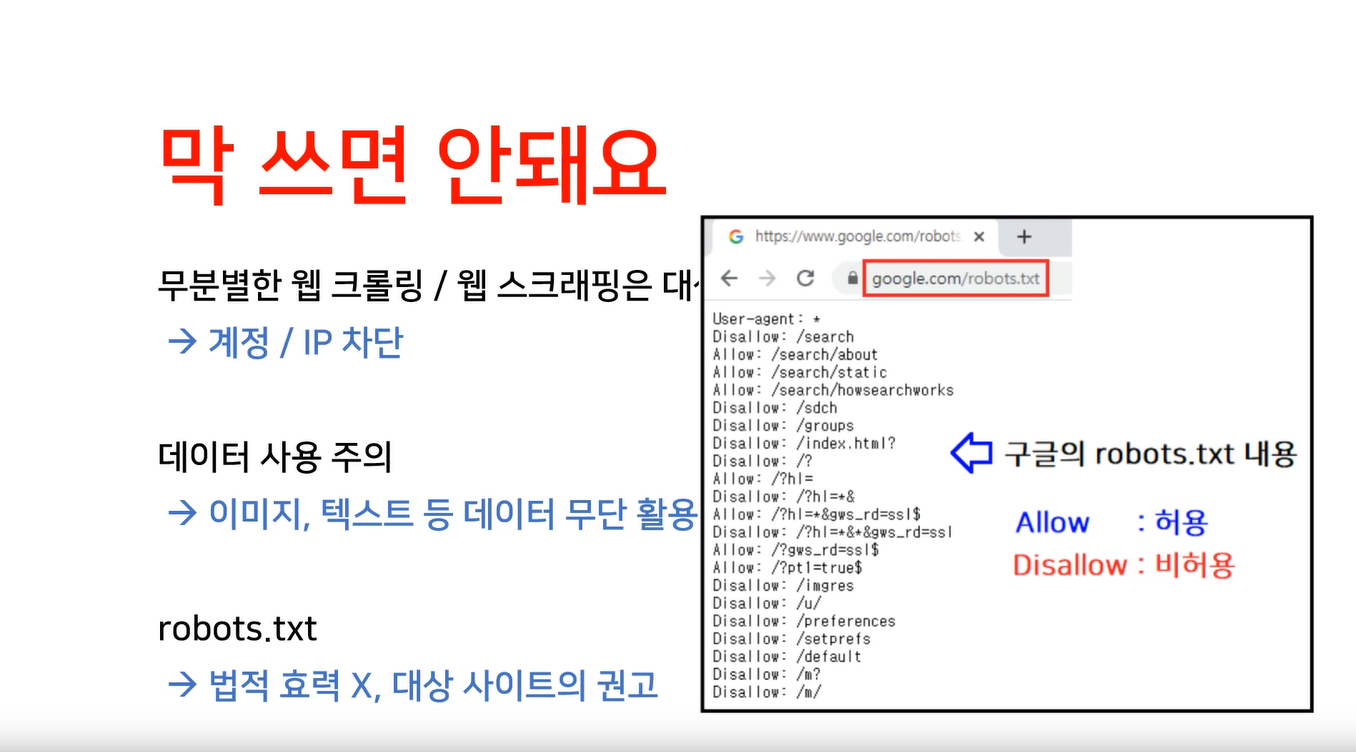 막 쓰면 안돼요
무분별한 웹 크롤링 / 웹 스크래핑은
→ 계정 / IP 차단
데이터 사용 주의
→ 이미지, 텍스트 등 데이터 무단 활용
robots.txt
→ 법적 효력 X, 대상 사이트의 권고
https://www.google.com/robots
google.com/robots.txt
User-agent: *
Disallow: /search
Allow: /search/about
Allow: /search/static
Allow: /search/howsearchworks
Disallow: /sdch
Disallow: /groups
Disallow: /index.html?
Disallow: /?
Allow: /?hl=
Disallow: /?hl=*&
Allow: /?hl=*&gws_rd=ssl$
Disallow: /?hl=*&*&gws_rd=ssl
Allow: /?gws_rd=ssl$
Allow: /?pt1=true$
Disallow: /imgres
Disallow: /u/
Disallow: /preferences
Disallow: /setprefs
Disallow: /default
Disallow: /m?
Disallow: /m/
구글의 robots.txt 내용
Allow : 허용
Disallow : 비허용